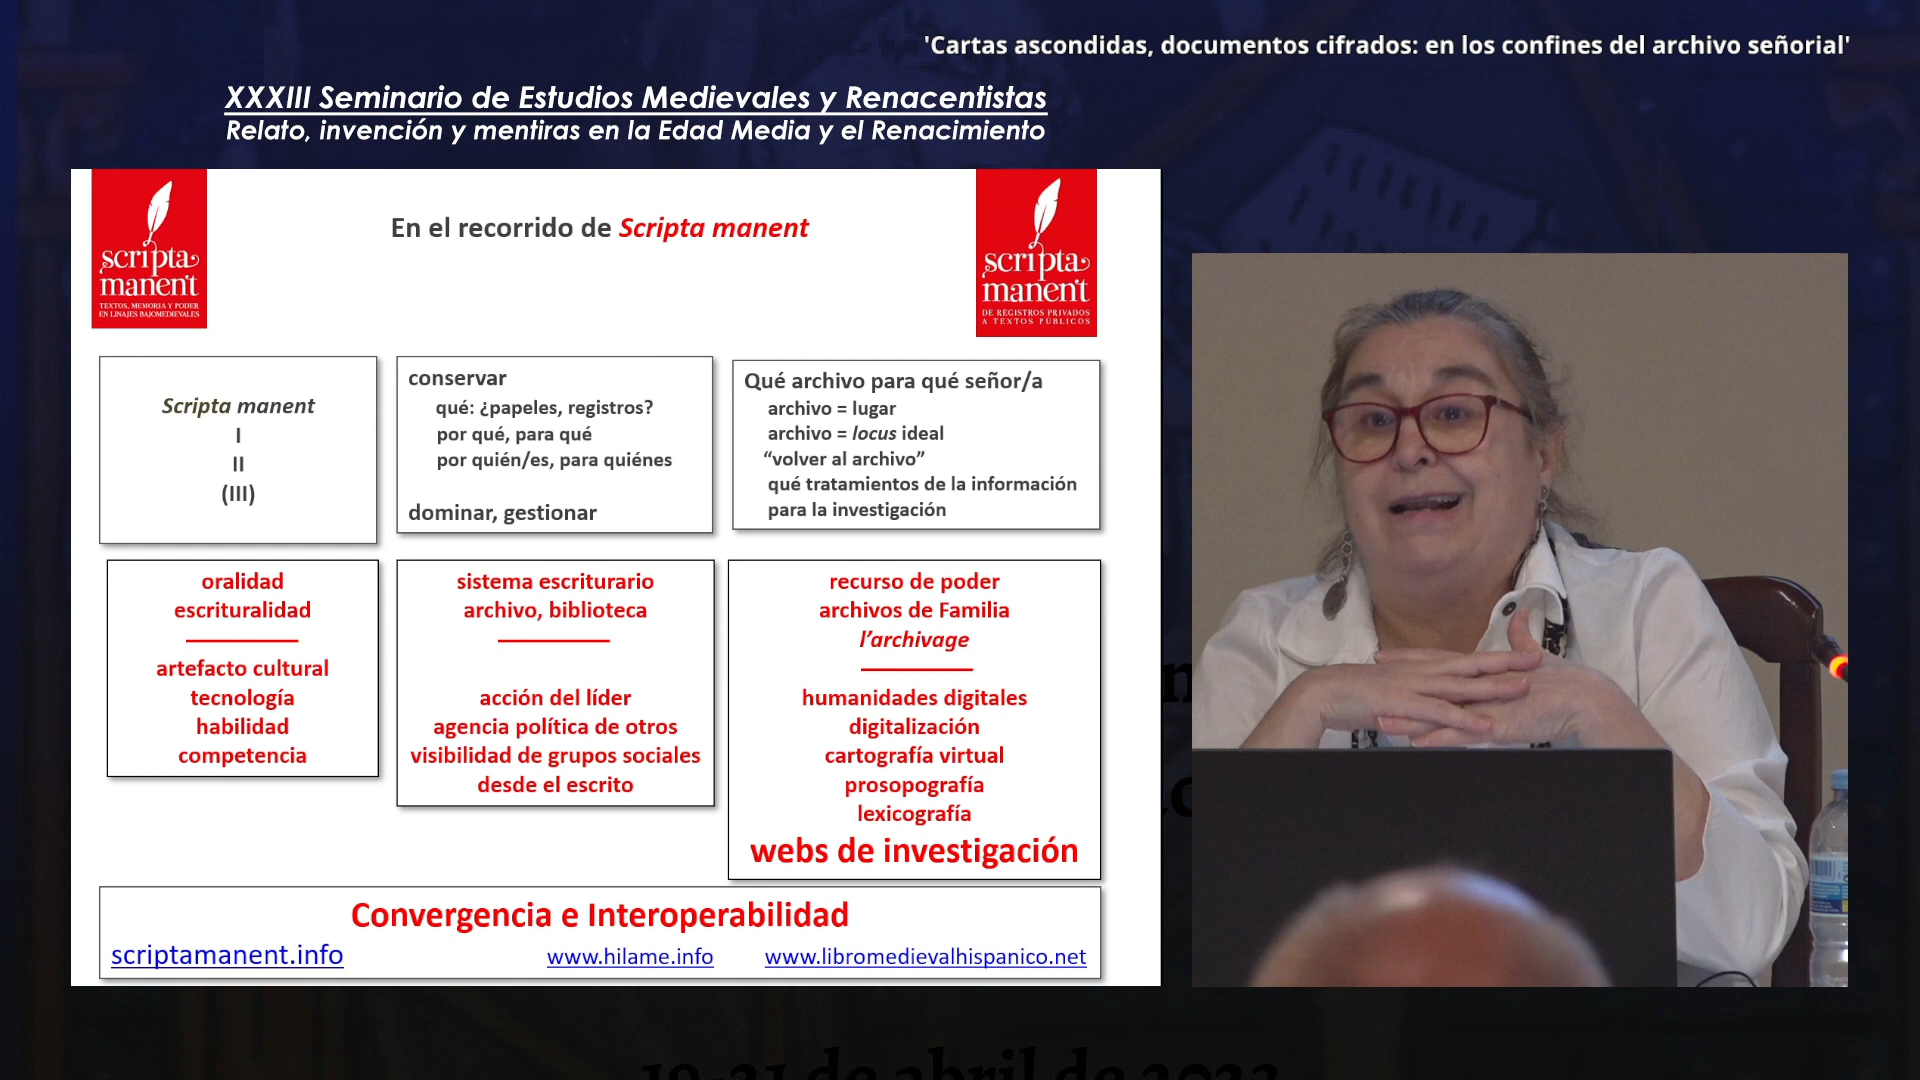 'Cartas ascondidas, documentos cifrados: en los confines del archivo señorial'
XXXIII Seminario de Estudios Medievales y Renacentistas
Relato, invención y mentiras en la Edad Media y el Renacimiento
scripta
manent
TEXTOS, MEMORIA Y PODER
EN LINAJES BAJOMEDIEVALES
En el recorrido de Scripta manent
scripta
manent
DE REGISTROS PRIVADOS
A TEXTOS PÚBLICOS
Scripta manent
I
II
(III)
conservar
qué: ¿papeles, registros?
por qué, para qué
por quién/es, para quiénes
dominar, gestionar
Qué archivo para qué señor/a
archivo = lugar
archivo = locus ideal
“volver al archivo”
qué tratamientos de la información
para la investigación
oralidad
escrituralidad
artefacto cultural
tecnología
habilidad
competencia
sistema escriturario
archivo, biblioteca
acción del líder
agencia política de otros
visibilidad de grupos sociales
desde el escrito
recurso de poder
archivos de Familia
l’archivage
humanidades digitales
digitalización
cartografía virtual
prosopografía
lexicografía
webs de investigación
Convergencia e Interoperabilidad
scriptamanent.info
www.hilame.info
www.libromedievalhispanico.net
19-21 de abril de 2023